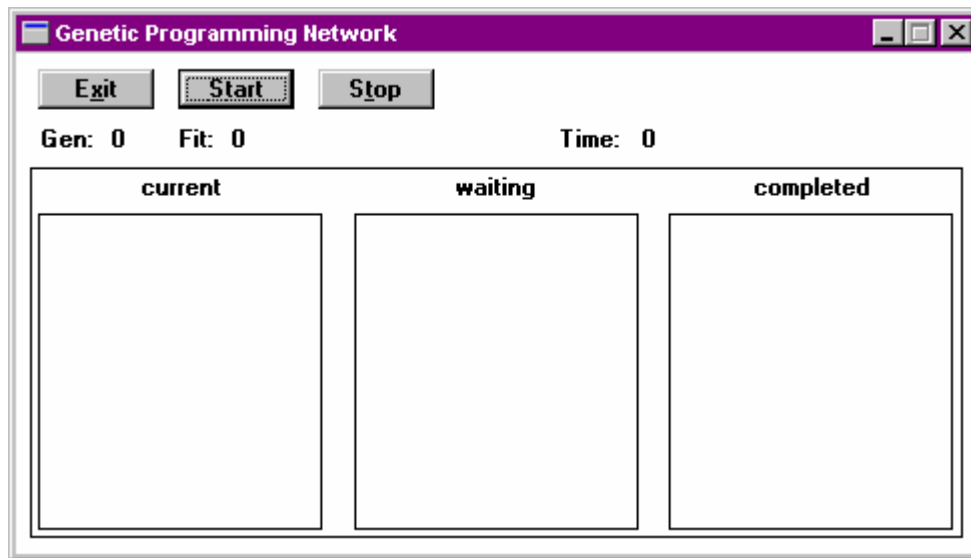 Genetic Programming Network
Exit Start Stop
Gen: 0 Fit: 0 Time: 0
current waiting completed